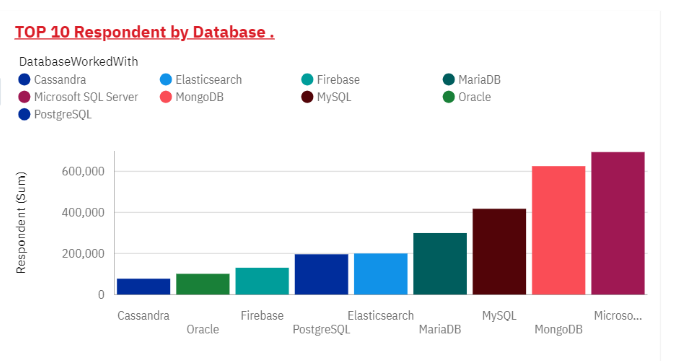 TOP 10 Respondent by Database .
DatabaseWorkedWith
Cassandra Elasticsearch Firebase MariaDB
Microsoft SQL Server MongoDB MySQL Oracle
PostgreSQL
Respondent (Sum)
600,000
400,000
200,000
0
Cassandra Firebase Elasticsearch MySQL Microso...
Oracle PostgreSQL MariaDB MongoDB